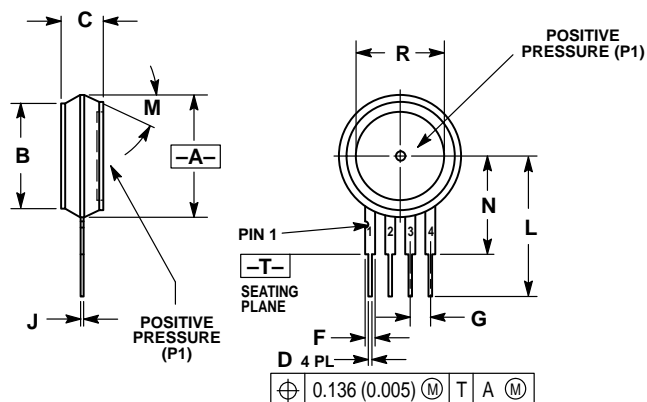 C
R
POSITIVE
PRESSURE (P1)
M
B
–A–
N
L
PIN 1
1 2 3 4
–T–
SEATING
PLANE
J
G
F
POSITIVE
PRESSURE
(P1)
D 4 PL
⌖ 0.136 (0.005) Ⓜ T A Ⓜ